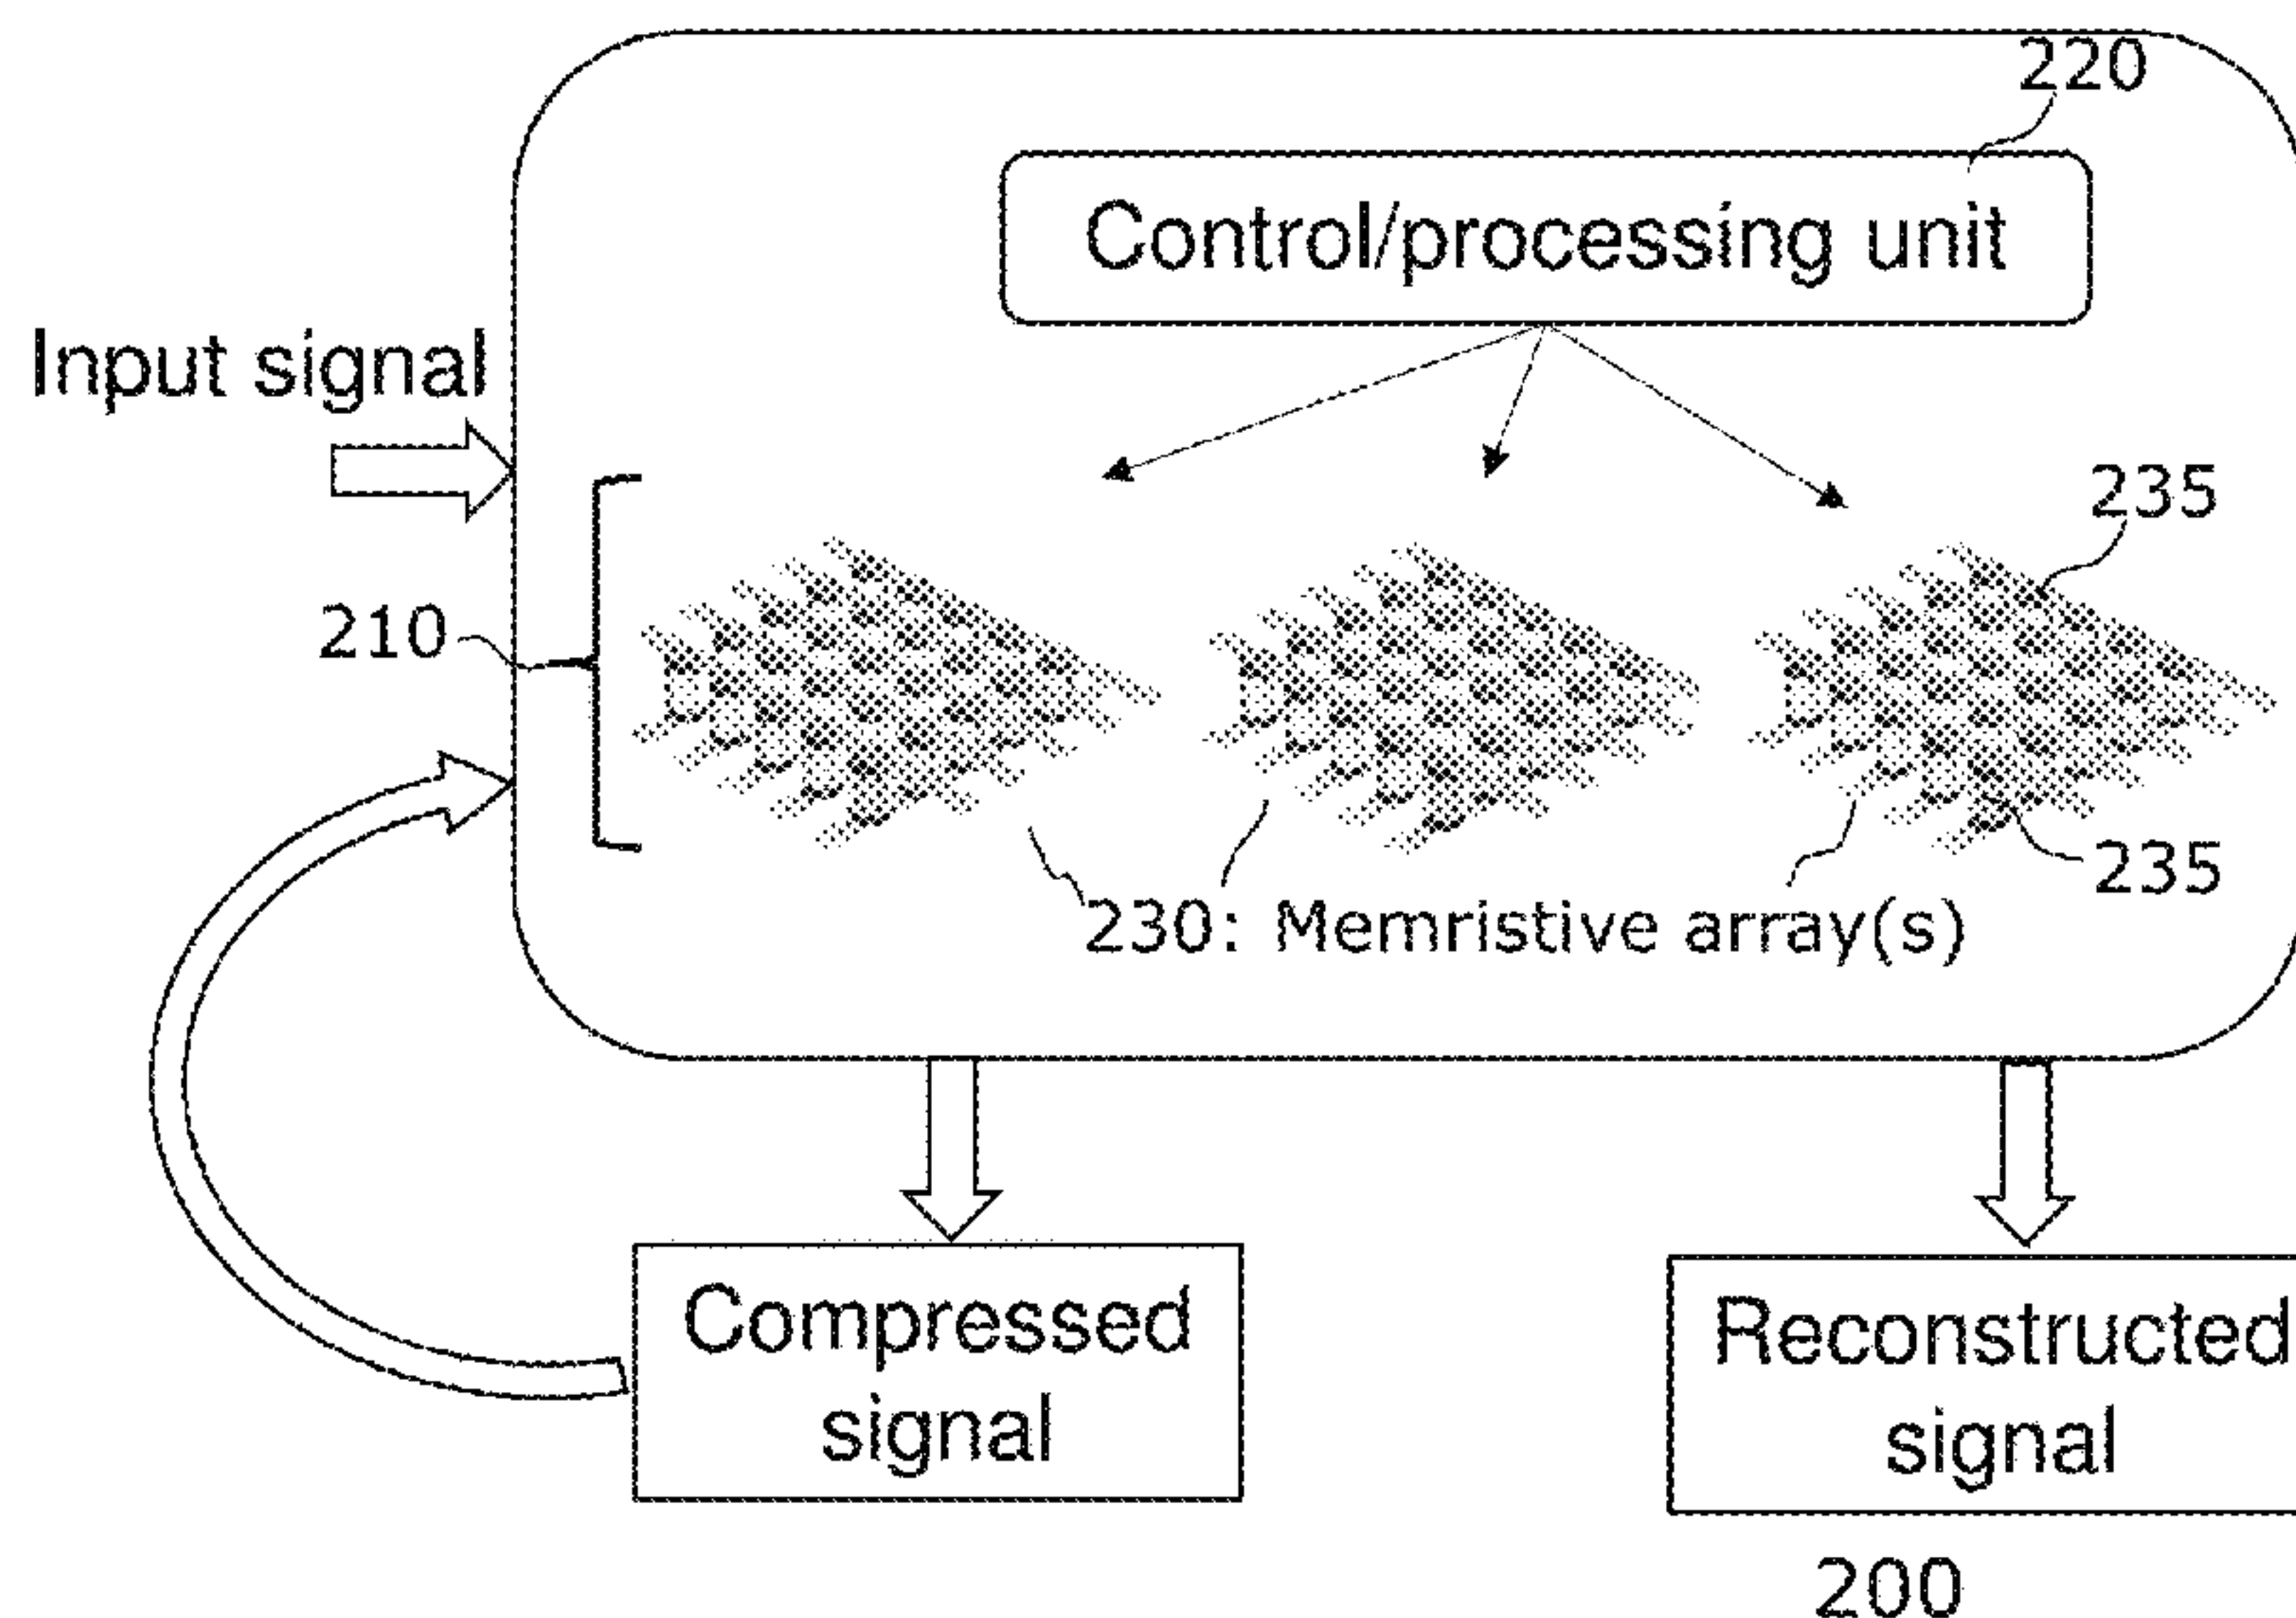 220
Control/processing unit
Input signal
235
210
235
230: Memristive array(s)
Compressed
signal
Reconstructed
signal
200